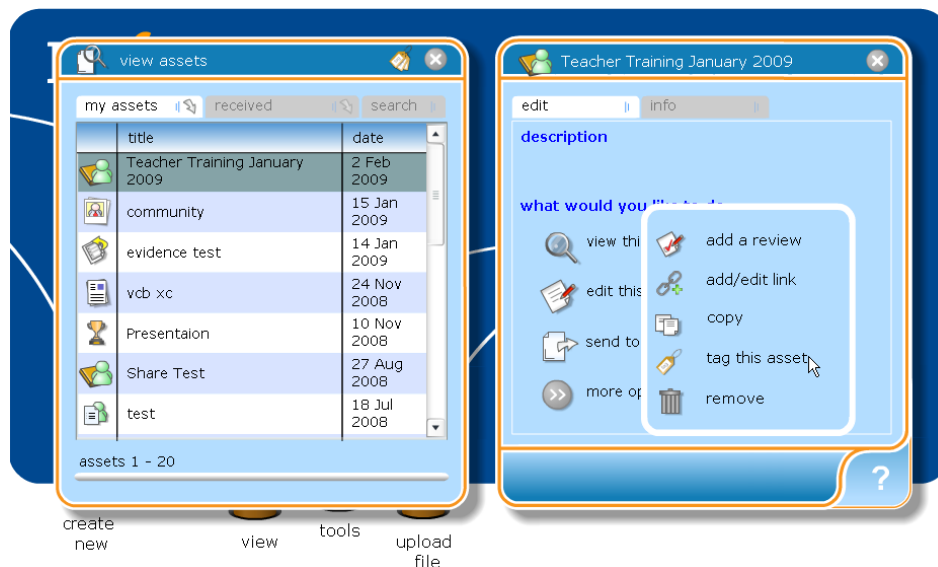 view assets
my assets
received
search
title
date
Teacher Training January
2009
2 Feb
2009
community
15 Jan
2009
evidence test
14 Jan
2009
vcb xc
24 Nov
2008
Presentaion
10 Nov
2008
Share Test
27 Aug
2008
test
18 Jul
2008
assets 1 - 20
Teacher Training January 2009
edit
info
description
what would you like to do
view thi
edit this
send to
more op
add a review
add/edit link
copy
tag this asset
remove
?
create
new
view
tools
upload
file